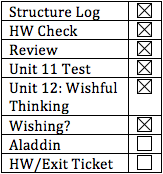 Structure Log
HW Check
Review
Unit 11 Test
Unit 12: Wishful
Thinking
Wishing?
Aladdin
HW/Exit Ticket